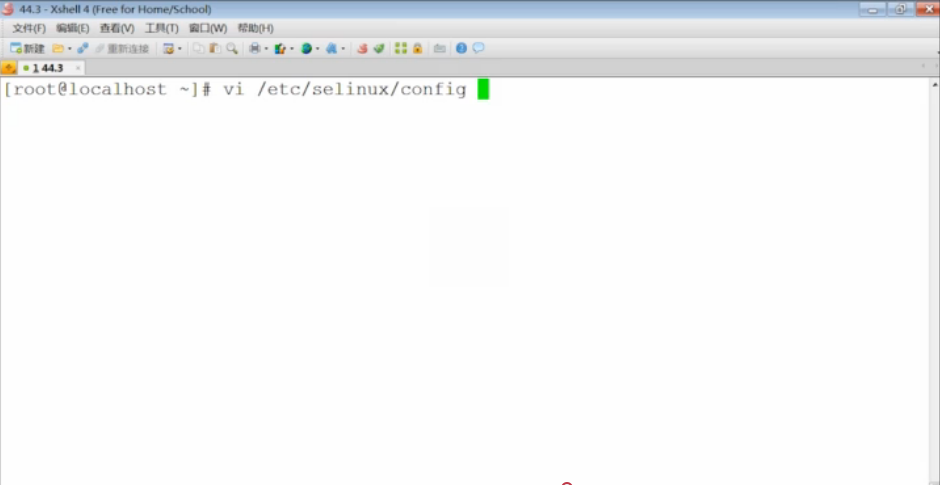 44.3 - Xshell 4 (Free for Home/School)
文件(F) 编辑(E) 查看(V) 工具(T) 窗口(W) 帮助(H)
新建 重新连接
1 44.3
[root@localhost ~]# vi /etc/selinux/config